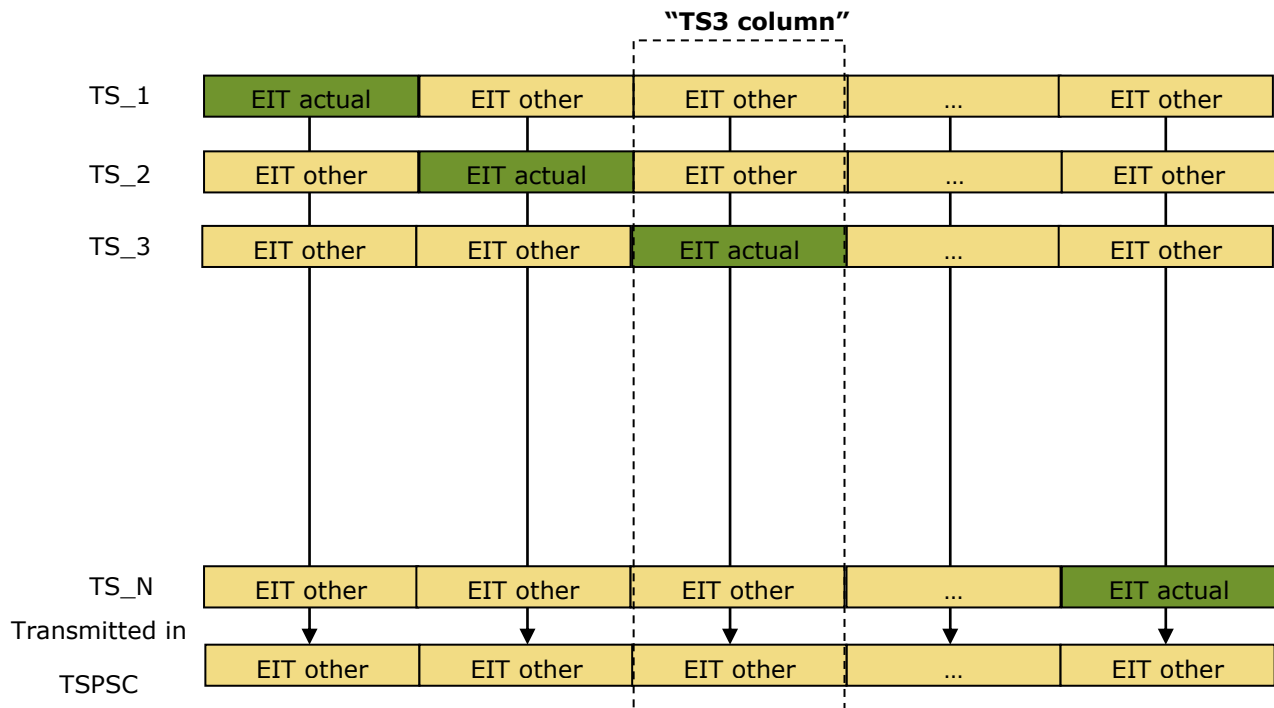 “TS3 column”
TS_1 EIT actual EIT other EIT other ... EIT other
TS_2 EIT other EIT actual EIT other ... EIT other
TS_3 EIT other EIT other EIT actual ... EIT other
TS_N EIT other EIT other EIT other ... EIT actual
Transmitted in
TSPSC EIT other EIT other EIT other ... EIT other